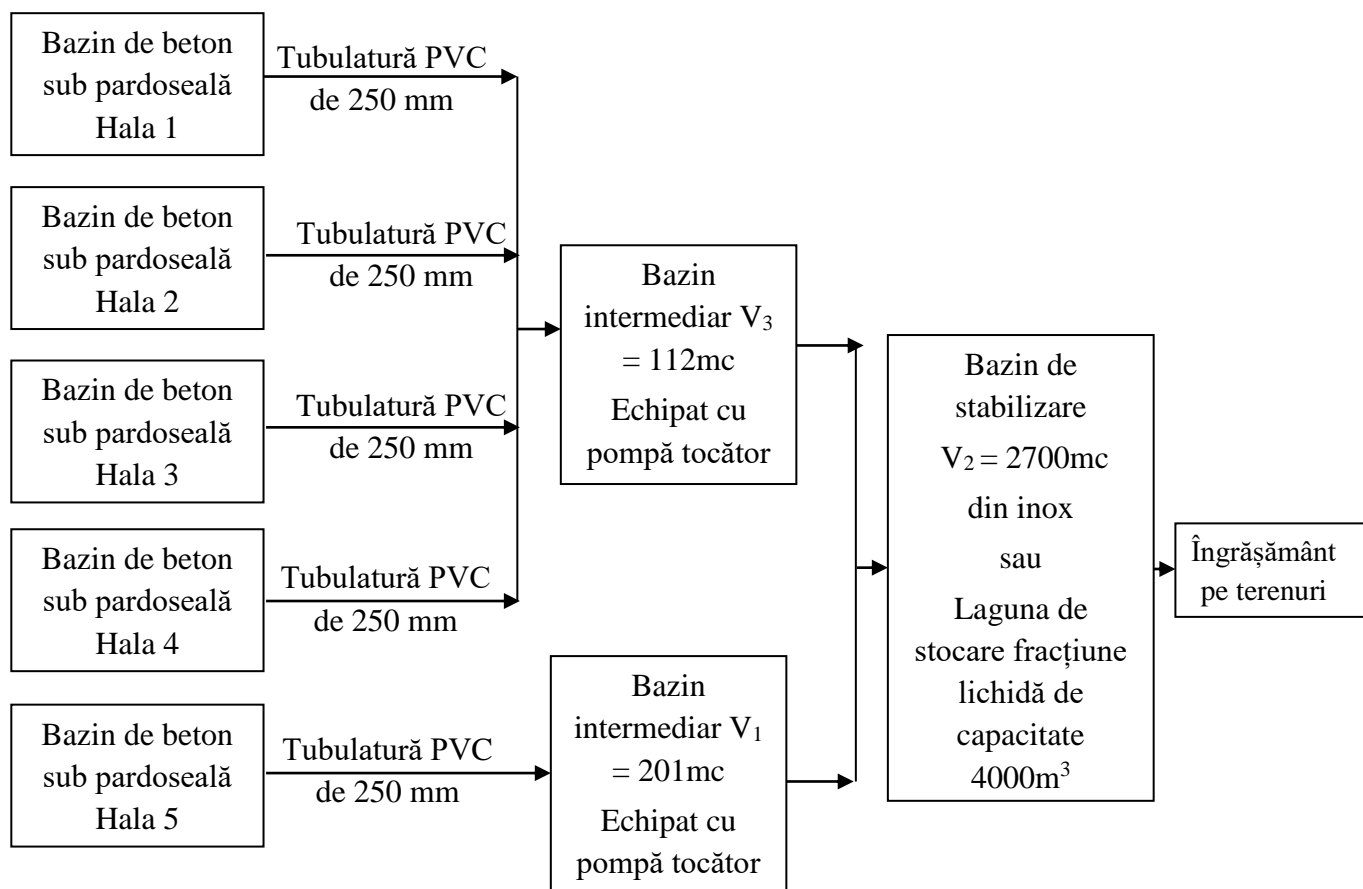 Bazin de beton
sub pardoseală
Hala 1
Tubulatură PVC
de 250 mm
Bazin de beton
sub pardoseală
Hala 2
Tubulatură PVC
de 250 mm
Bazin de beton
sub pardoseală
Hala 3
Tubulatură PVC
de 250 mm
Bazin de beton
sub pardoseală
Hala 4
Tubulatură PVC
de 250 mm
Bazin de beton
sub pardoseală
Hala 5
Tubulatură PVC
de 250 mm
Bazin
intermediar V₃
= 112mc
Echipat cu
pompă tocător
Bazin
intermediar V₁
= 201mc
Echipat cu
pompă tocător
Bazin de
stabilizare
V₂ = 2700mc
din inox
sau
Laguna de
stocare fracțiune
lichidă de
capacitate
4000m³
Îngrășământ
pe terenuri